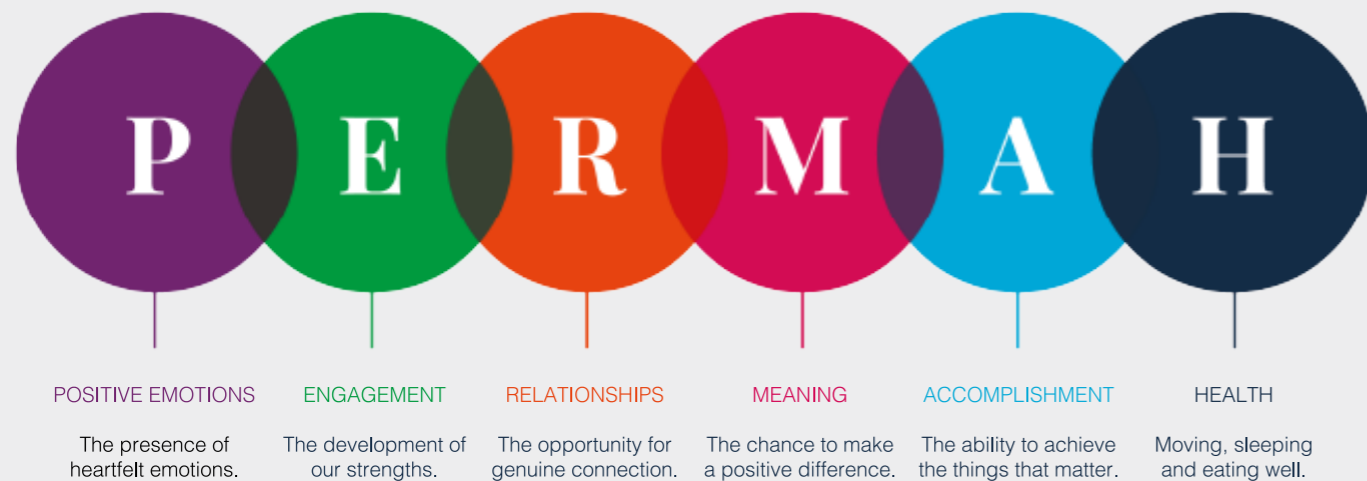 P E R M A H
POSITIVE EMOTIONS
The presence of
heartfelt emotions.
ENGAGEMENT
The development of
our strengths.
RELATIONSHIPS
The opportunity for
genuine connection.
MEANING
The chance to make
a positive difference.
ACCOMPLISHMENT
The ability to achieve
the things that matter.
HEALTH
Moving, sleeping
and eating well.